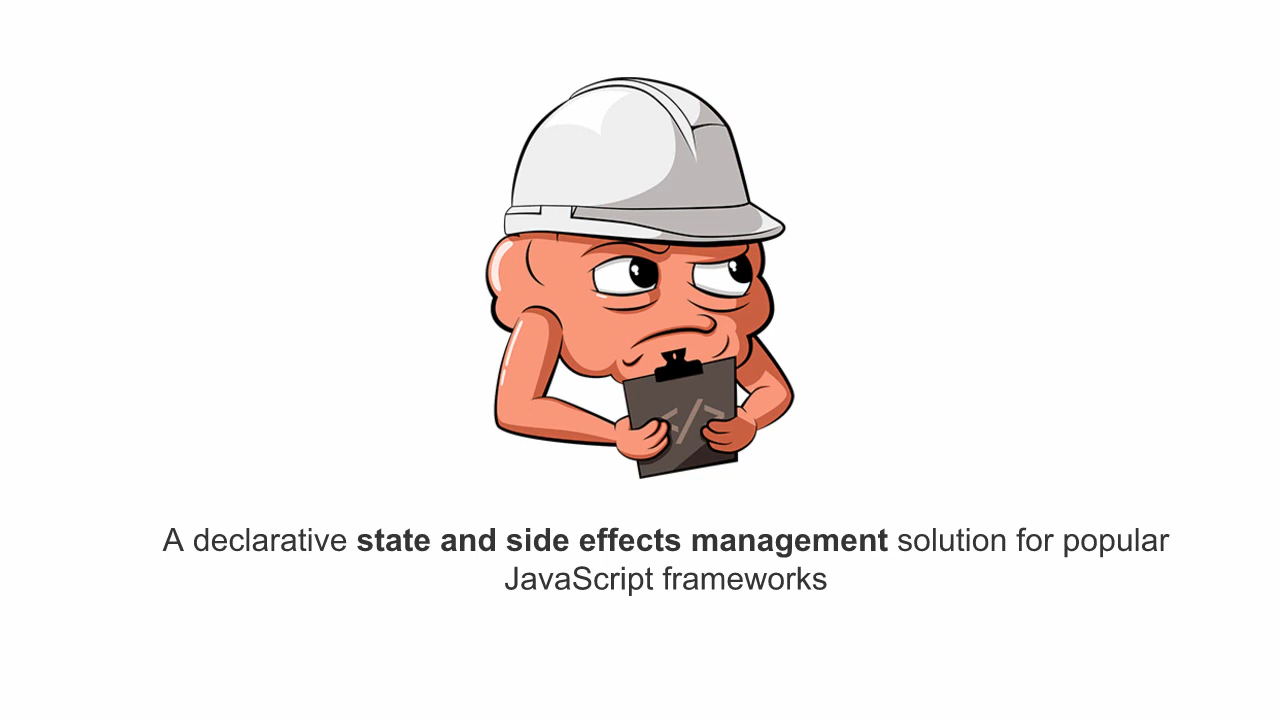 </>
A declarative state and side effects management solution for popular
JavaScript frameworks